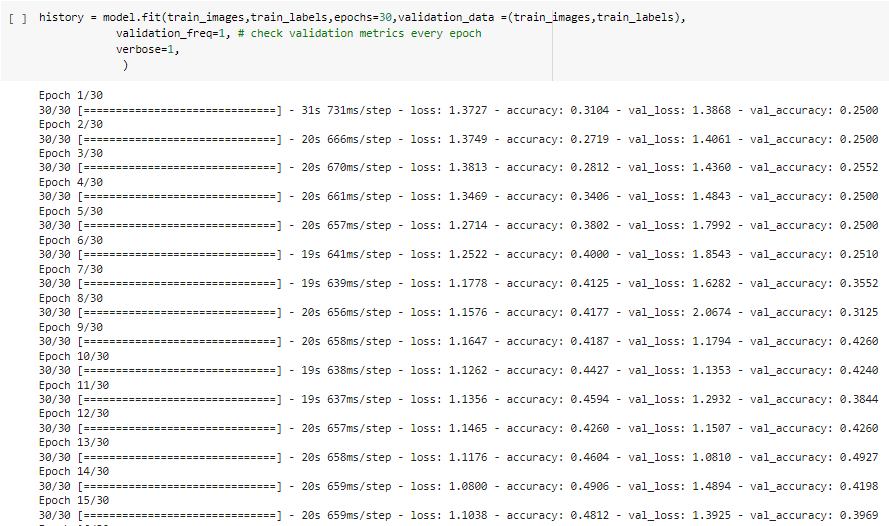 [ ] history = model.fit(train_images,train_labels,epochs=30,validation_data =(train_images,train_labels),
validation_freq=1, # check validation metrics every epoch
verbose=1,
)
Epoch 1/30
30/30 [==============================] - 31s 731ms/step - loss: 1.3727 - accuracy: 0.3104 - val_loss: 1.3868 - val_accuracy: 0.2500
Epoch 2/30
30/30 [==============================] - 20s 666ms/step - loss: 1.3749 - accuracy: 0.2719 - val_loss: 1.4061 - val_accuracy: 0.2500
Epoch 3/30
30/30 [==============================] - 20s 670ms/step - loss: 1.3813 - accuracy: 0.2812 - val_loss: 1.4360 - val_accuracy: 0.2552
Epoch 4/30
30/30 [==============================] - 20s 661ms/step - loss: 1.3469 - accuracy: 0.3406 - val_loss: 1.4843 - val_accuracy: 0.2500
Epoch 5/30
30/30 [==============================] - 20s 657ms/step - loss: 1.2714 - accuracy: 0.3802 - val_loss: 1.7992 - val_accuracy: 0.2500
Epoch 6/30
30/30 [==============================] - 19s 641ms/step - loss: 1.2522 - accuracy: 0.4000 - val_loss: 1.8543 - val_accuracy: 0.2510
Epoch 7/30
30/30 [==============================] - 19s 639ms/step - loss: 1.1778 - accuracy: 0.4125 - val_loss: 1.6282 - val_accuracy: 0.3552
Epoch 8/30
30/30 [==============================] - 20s 656ms/step - loss: 1.1576 - accuracy: 0.4177 - val_loss: 2.0674 - val_accuracy: 0.3125
Epoch 9/30
30/30 [==============================] - 20s 658ms/step - loss: 1.1647 - accuracy: 0.4187 - val_loss: 1.1794 - val_accuracy: 0.4260
Epoch 10/30
30/30 [==============================] - 19s 638ms/step - loss: 1.1262 - accuracy: 0.4427 - val_loss: 1.1353 - val_accuracy: 0.4240
Epoch 11/30
30/30 [==============================] - 19s 637ms/step - loss: 1.1356 - accuracy: 0.4594 - val_loss: 1.2932 - val_accuracy: 0.3844
Epoch 12/30
30/30 [==============================] - 20s 657ms/step - loss: 1.1465 - accuracy: 0.4260 - val_loss: 1.1507 - val_accuracy: 0.4260
Epoch 13/30
30/30 [==============================] - 20s 658ms/step - loss: 1.1176 - accuracy: 0.4604 - val_loss: 1.0810 - val_accuracy: 0.4927
Epoch 14/30
30/30 [==============================] - 20s 659ms/step - loss: 1.0800 - accuracy: 0.4906 - val_loss: 1.4894 - val_accuracy: 0.4198
Epoch 15/30
30/30 [==============================] - 20s 659ms/step - loss: 1.1038 - accuracy: 0.4812 - val_loss: 1.3925 - val_accuracy: 0.3969